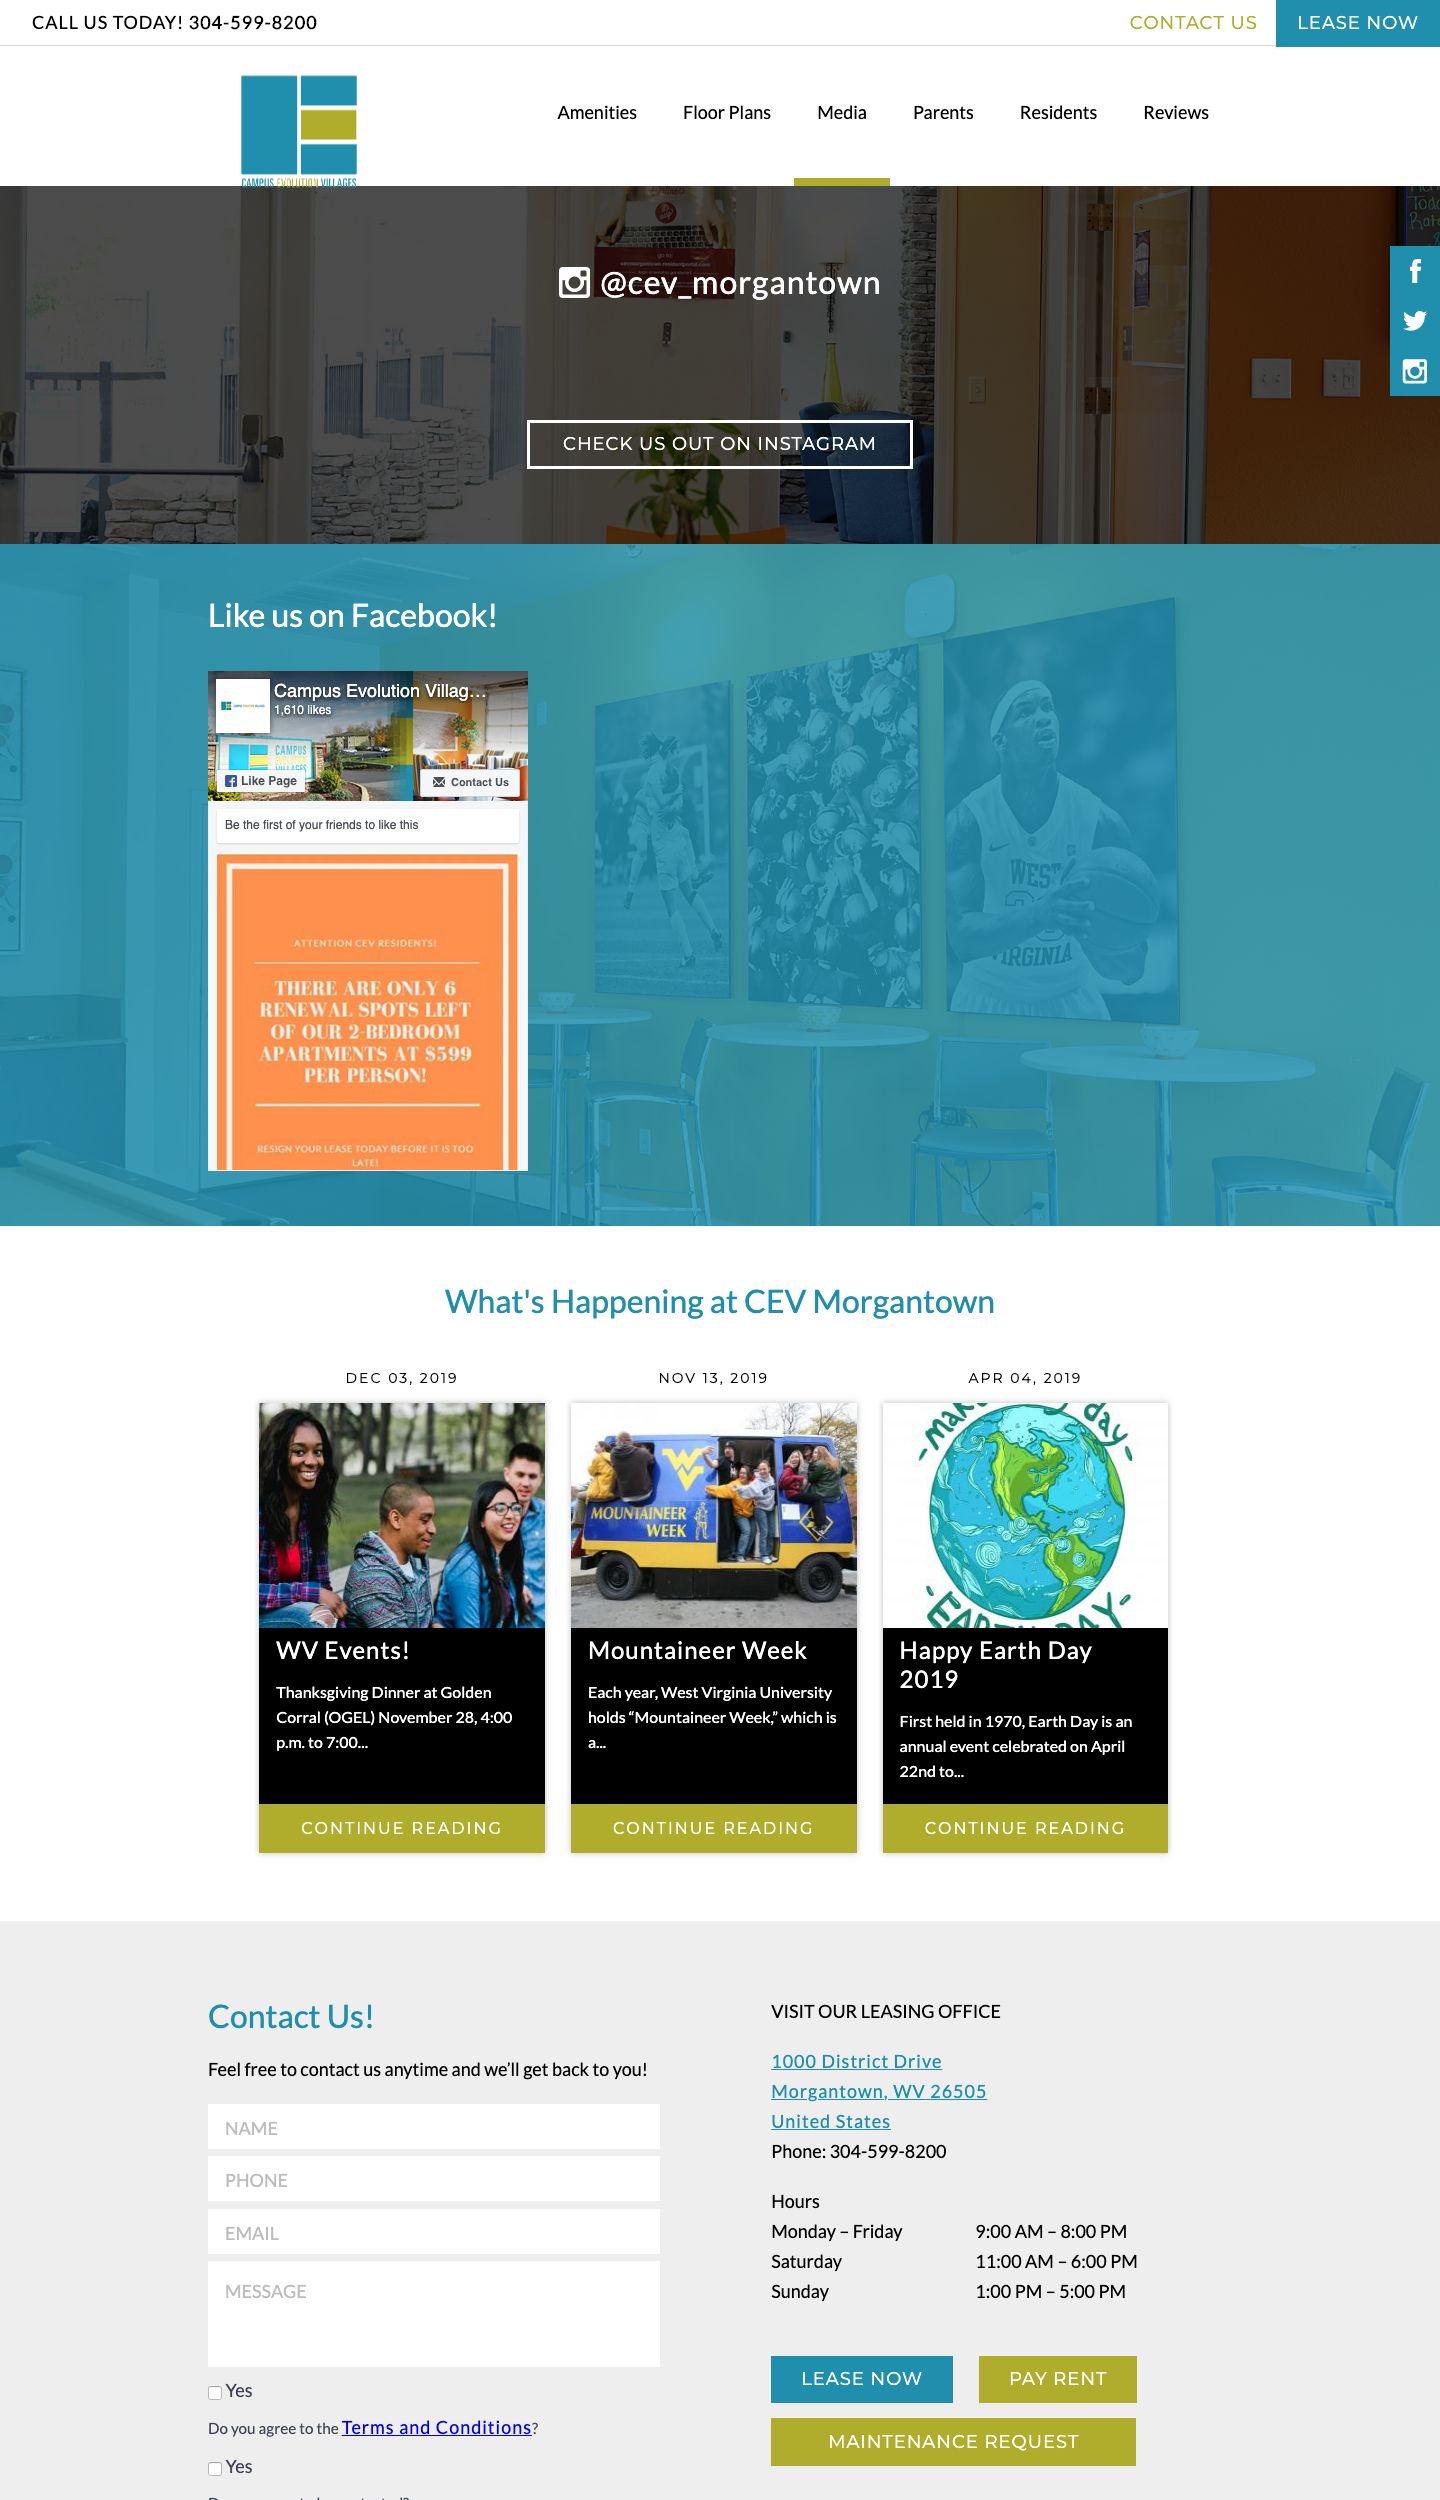 CALL US TODAY! 304-599-8200
CONTACT US
LEASE NOW
CAMPUS EVOLUTION VILLAGES
Amenities
Floor Plans
Media
Parents
Residents
Reviews
@cev_morgantown
CHECK US OUT ON INSTAGRAM
Like us on Facebook!
Campus Evolution Villag...
1,610 likes
CAMPUS
VILLAGES
Like Page
Contact Us
Be the first of your friends to like this
ATTENTION CEV RESIDENTS!
THERE ARE ONLY 6
RENEWAL SPOTS LEFT
OF OUR 2-BEDROOM
APARTMENTS AT $599
PER PERSON!
RESIGN YOUR LEASE TODAY BEFORE IT IS TOO
LATE!
WEST
VIRGINIA
What's Happening at CEV Morgantown
DEC 03, 2019
NOV 13, 2019
APR 04, 2019
MOUNTAINEER
WEEK
EARTH DAY
WV Events!
Thanksgiving Dinner at Golden
Corral (OGEL) November 28, 4:00
p.m. to 7:00...
CONTINUE READING
Mountaineer Week
Each year, West Virginia University
holds “Mountaineer Week,” which is
a...
CONTINUE READING
Happy Earth Day
2019
First held in 1970, Earth Day is an
annual event celebrated on April
22nd to...
CONTINUE READING
Contact Us!
Feel free to contact us anytime and we’ll get back to you!
NAME
PHONE
EMAIL
MESSAGE
Yes
Do you agree to the Terms and Conditions?
Yes
VISIT OUR LEASING OFFICE
1000 District Drive
Morgantown, WV 26505
United States
Phone: 304-599-8200
Hours
Monday – Friday 9:00 AM – 8:00 PM
Saturday 11:00 AM – 6:00 PM
Sunday 1:00 PM – 5:00 PM
LEASE NOW
PAY RENT
MAINTENANCE REQUEST